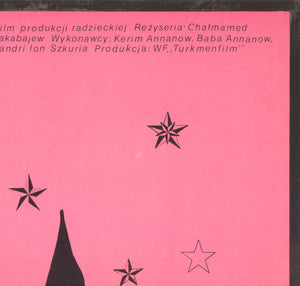 ilm produkcji radzieckiej Reżyseria: Chałmamed
akabajew Wykonawcy: Kerim Annanow, Baba Annanow,
andri Ion Szkuria Produkcja: WF,,Turkmenfilm''